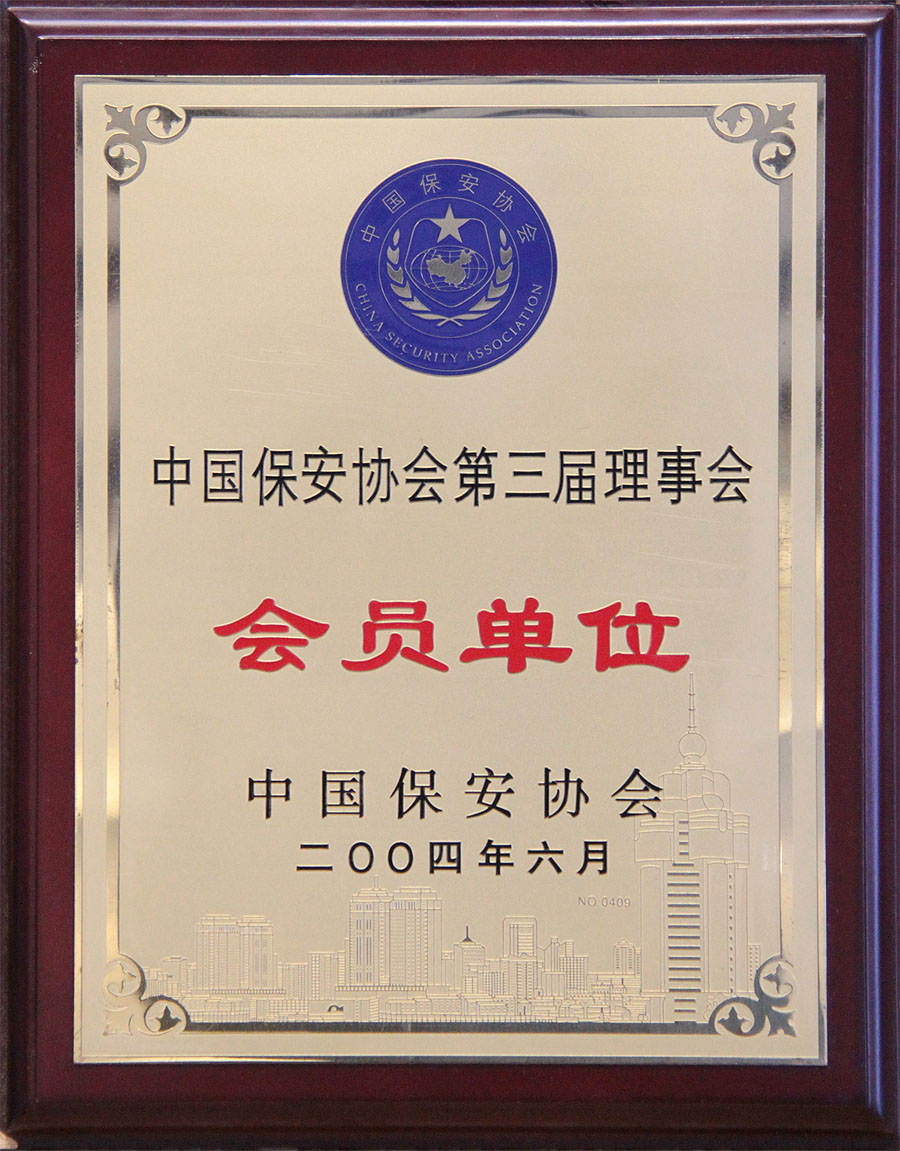 中国保安协会
CHINA SECURITY ASSOCIATION
中国保安协会第三届理事会
会员单位
中国保安协会
二〇〇四年六月
NO 0409